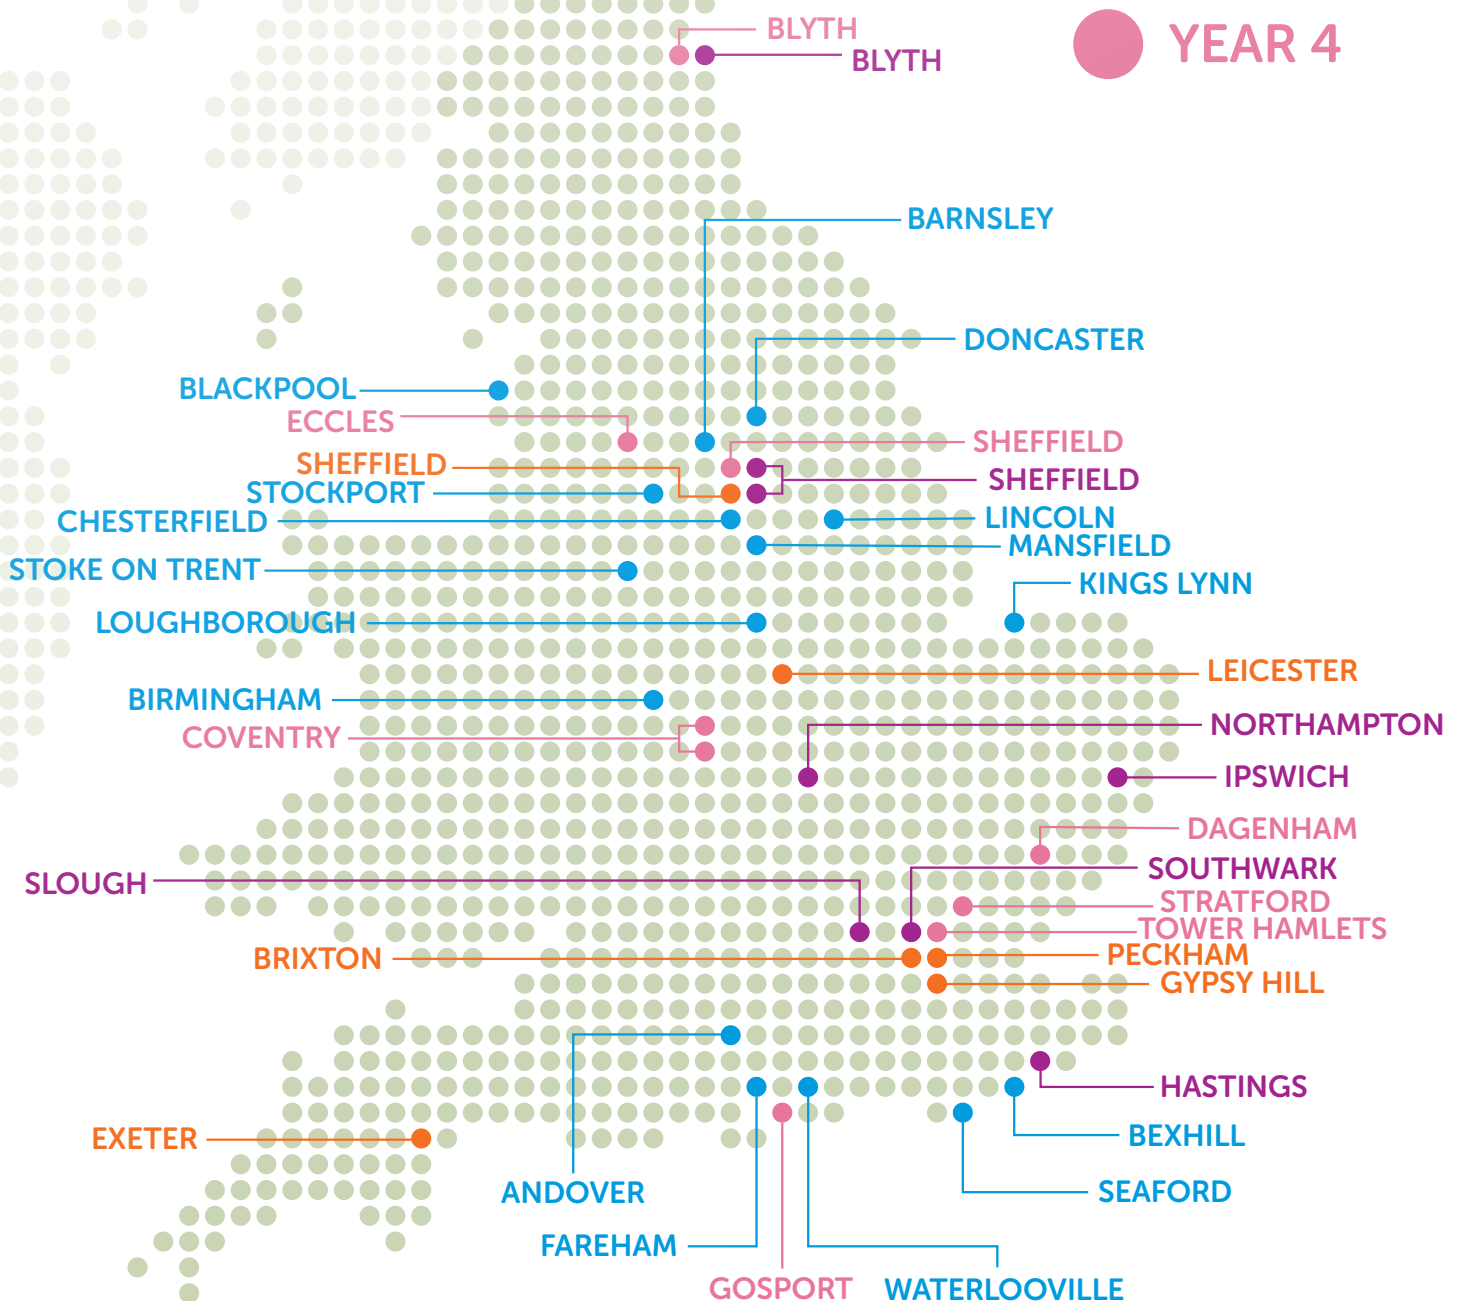 BLYTH
YEAR 4
BLYTH
BARNSLEY
DONCASTER
BLACKPOOL
ECCLES
SHEFFIELD
SHEFFIELD
SHEFFIELD
STOCKPORT
CHESTERFIELD
LINCOLN
MANSFIELD
STOKE ON TRENT
KINGS LYNN
LOUGHBOROUGH
LEICESTER
BIRMINGHAM
NORTHAMPTON
COVENTRY
IPSWICH
DAGENHAM
SOUTHWARK
SLOUGH
STRATFORD
TOWER HAMLETS
PECKHAM
BRIXTON
GYPSY HILL
HASTINGS
BEXHILL
EXETER
ANDOVER
SEAFORD
FAREHAM
GOSPORT
WATERLOOVILLE